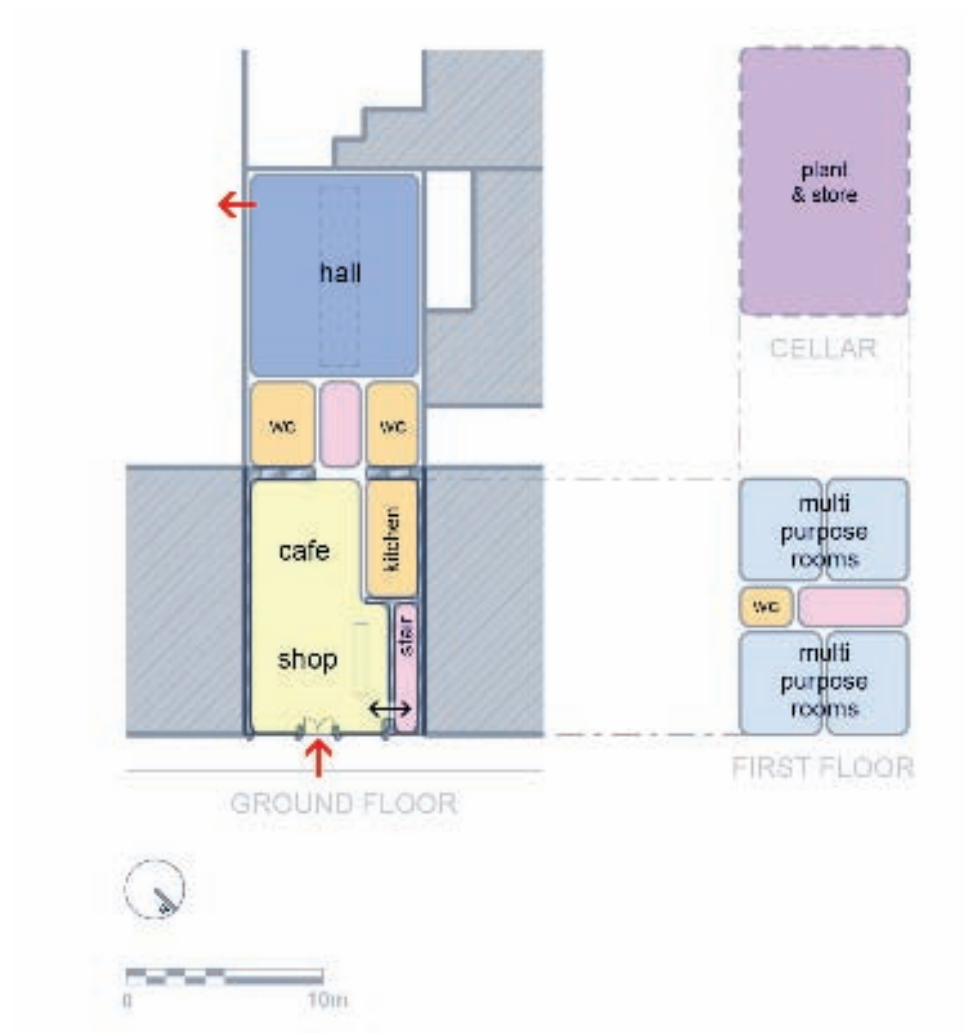 plant
& store
hall
CELLAR
wc
wc
multi
purpose
rooms
cafe
kitchen
wc
stair
shop
multi
purpose
rooms
FIRST FLOOR
GROUND FLOOR
0
10m